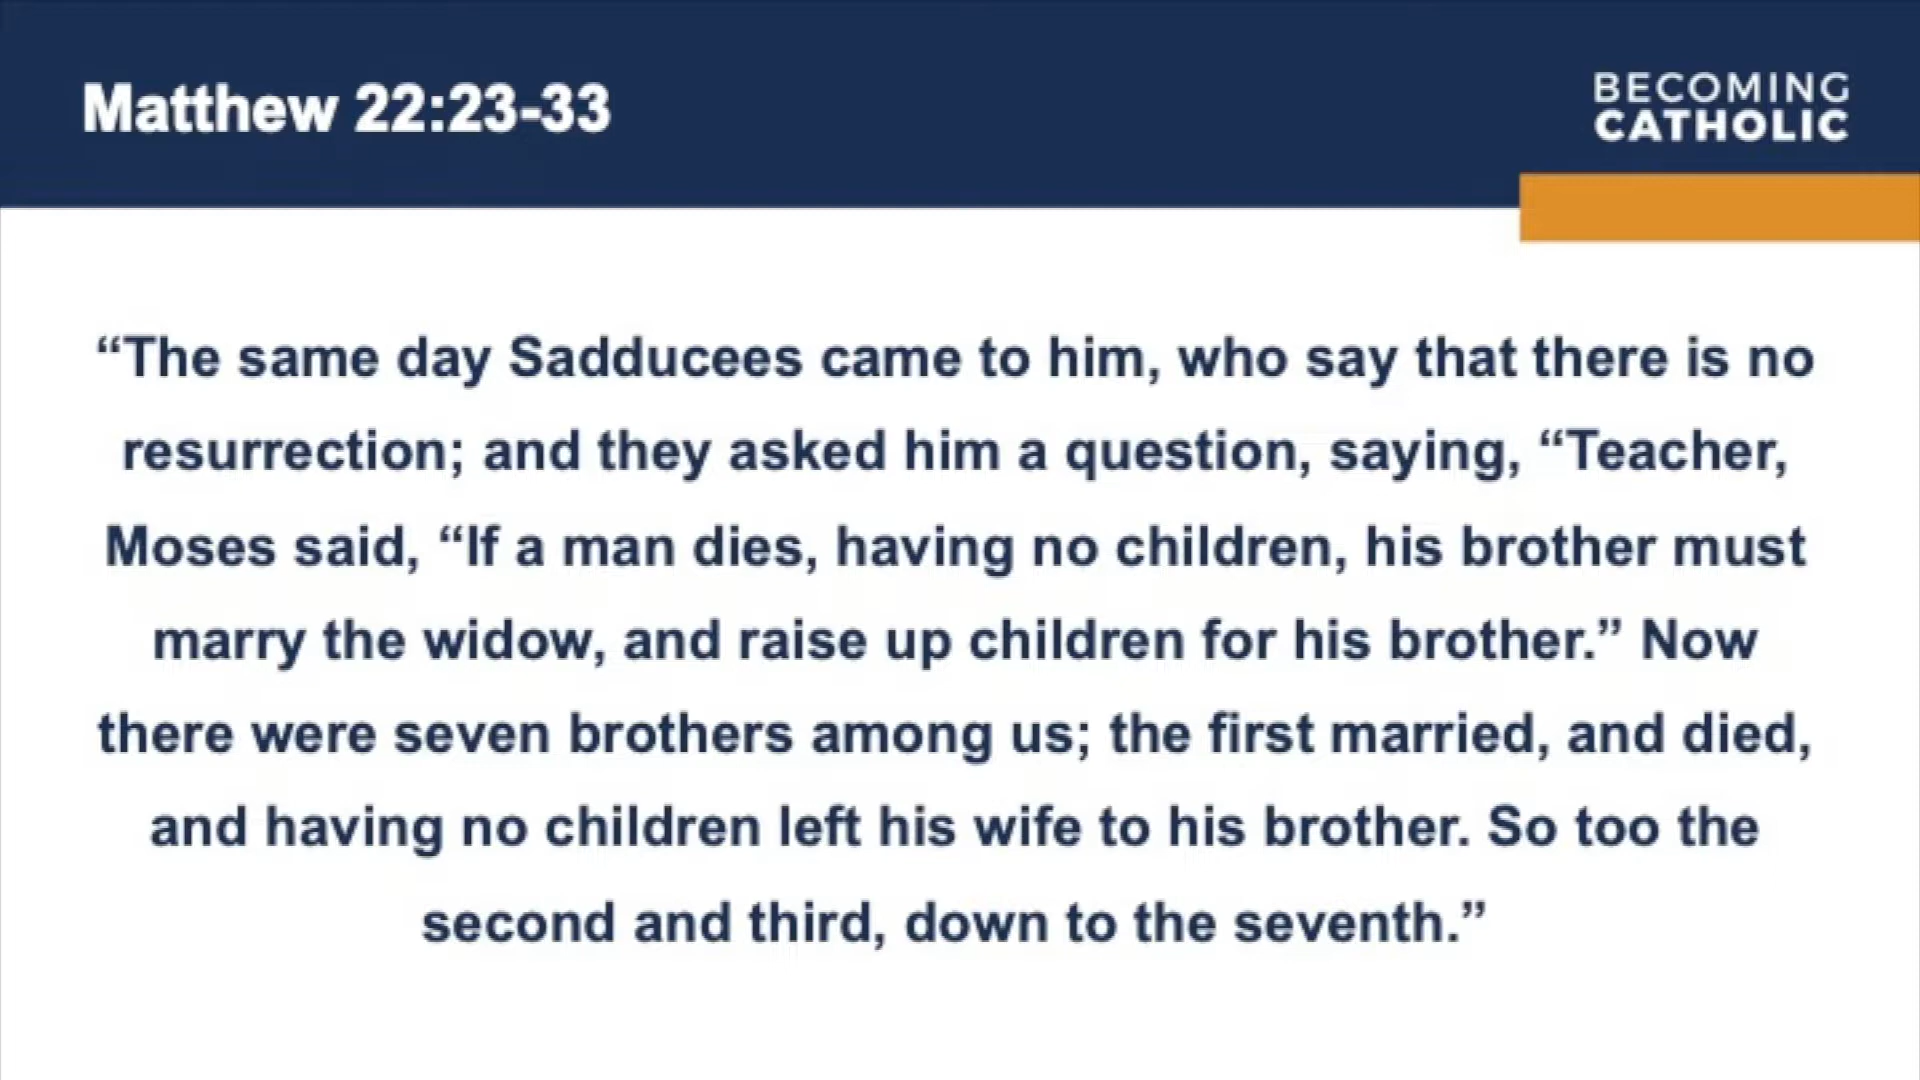 Matthew 22:23-33
BECOMING
CATHOLIC
“The same day Sadducees came to him, who say that there is no
resurrection; and they asked him a question, saying, “Teacher,
Moses said, “If a man dies, having no children, his brother must
marry the widow, and raise up children for his brother.” Now
there were seven brothers among us; the first married, and died,
and having no children left his wife to his brother. So too the
second and third, down to the seventh.”